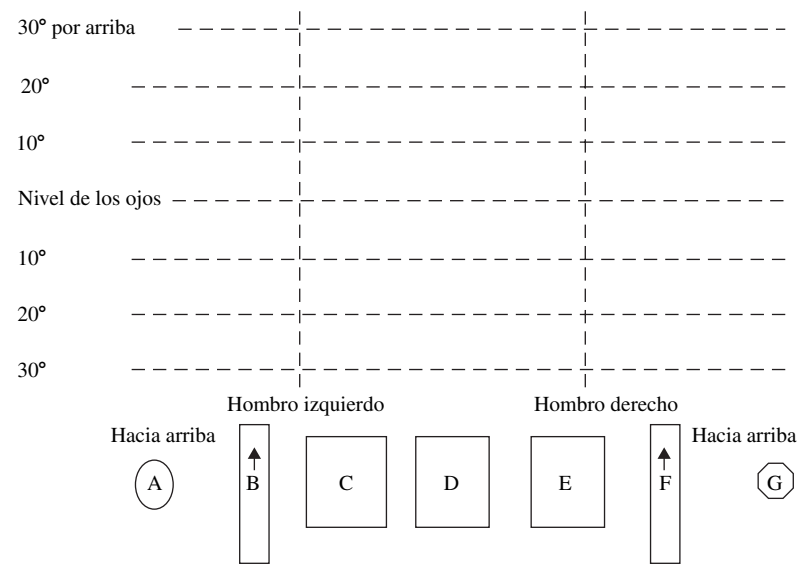 30° por arriba
20°
10°
Nivel de los ojos
10°
20°
30°
Hombro izquierdo Hombro derecho
Hacia arriba Hacia arriba
A B C D E F G